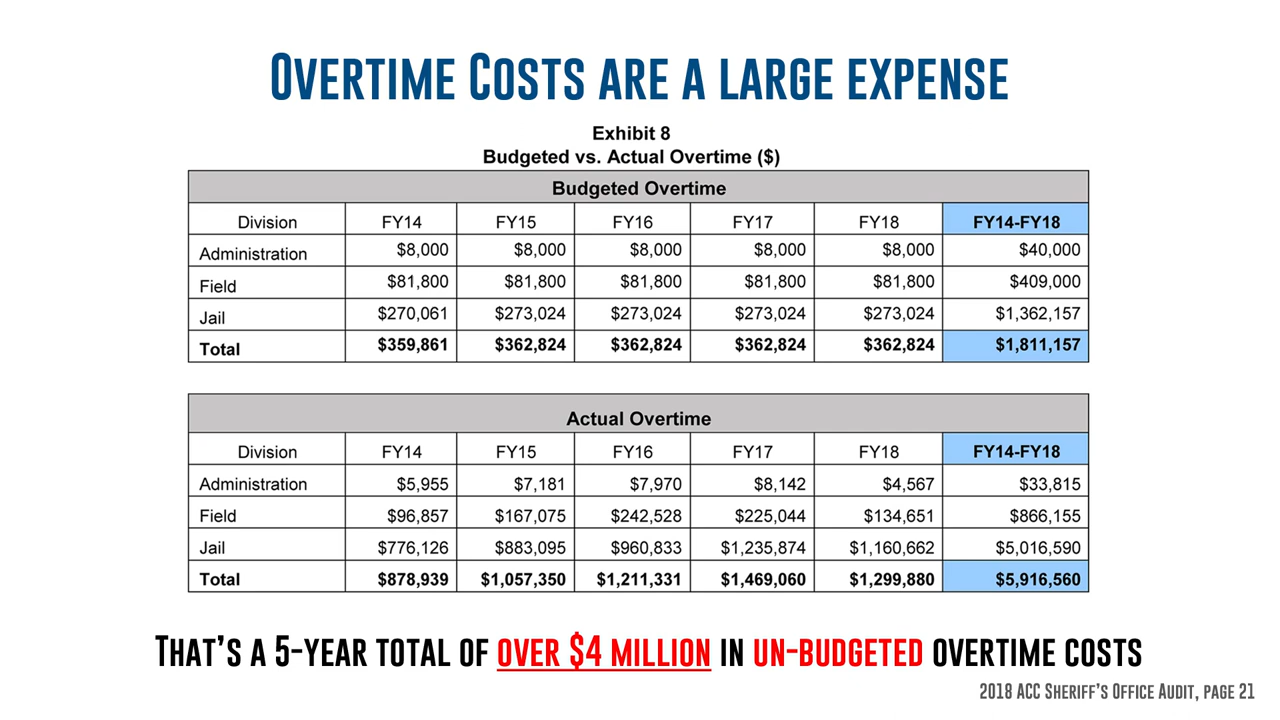 Overtime Costs are a large expense
Exhibit 8
Budgeted vs. Actual Overtime ($)
Budgeted Overtime
Division FY14 FY15 FY16 FY17 FY18 FY14-FY18
Administration $8,000 $8,000 $8,000 $8,000 $8,000 $40,000
Field $81,800 $81,800 $81,800 $81,800 $81,800 $409,000
Jail $270,061 $273,024 $273,024 $273,024 $273,024 $1,362,157
Total $359,861 $362,824 $362,824 $362,824 $362,824 $1,811,157
Actual Overtime
Division FY14 FY15 FY16 FY17 FY18 FY14-FY18
Administration $5,955 $7,181 $7,970 $8,142 $4,567 $33,815
Field $96,857 $167,075 $242,528 $225,044 $134,651 $866,155
Jail $776,126 $883,095 $960,833 $1,235,874 $1,160,662 $5,016,590
Total $878,939 $1,057,350 $1,211,331 $1,469,060 $1,299,880 $5,916,560
That's a 5-year total of over $4 million in un-budgeted overtime costs
2018 ACC Sheriff's Office Audit, page 21